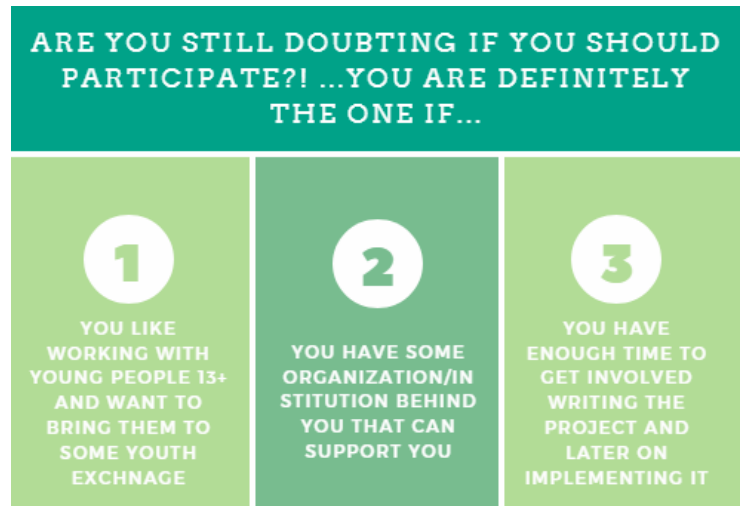 ARE YOU STILL DOUBTING IF YOU SHOULD
PARTICIPATE?! ...YOU ARE DEFINITELY
THE ONE IF...
1
YOU LIKE
WORKING WITH
YOUNG PEOPLE 13+
AND WANT TO
BRING THEM TO
SOME YOUTH
EXCHNAGE
2
YOU HAVE SOME
ORGANIZATION/IN
STITUTION BEHIND
YOU THAT CAN
SUPPORT YOU
3
YOU HAVE
ENOUGH TIME TO
GET INVOLVED
WRITING THE
PROJECT AND
LATER ON
IMPLEMENTING IT